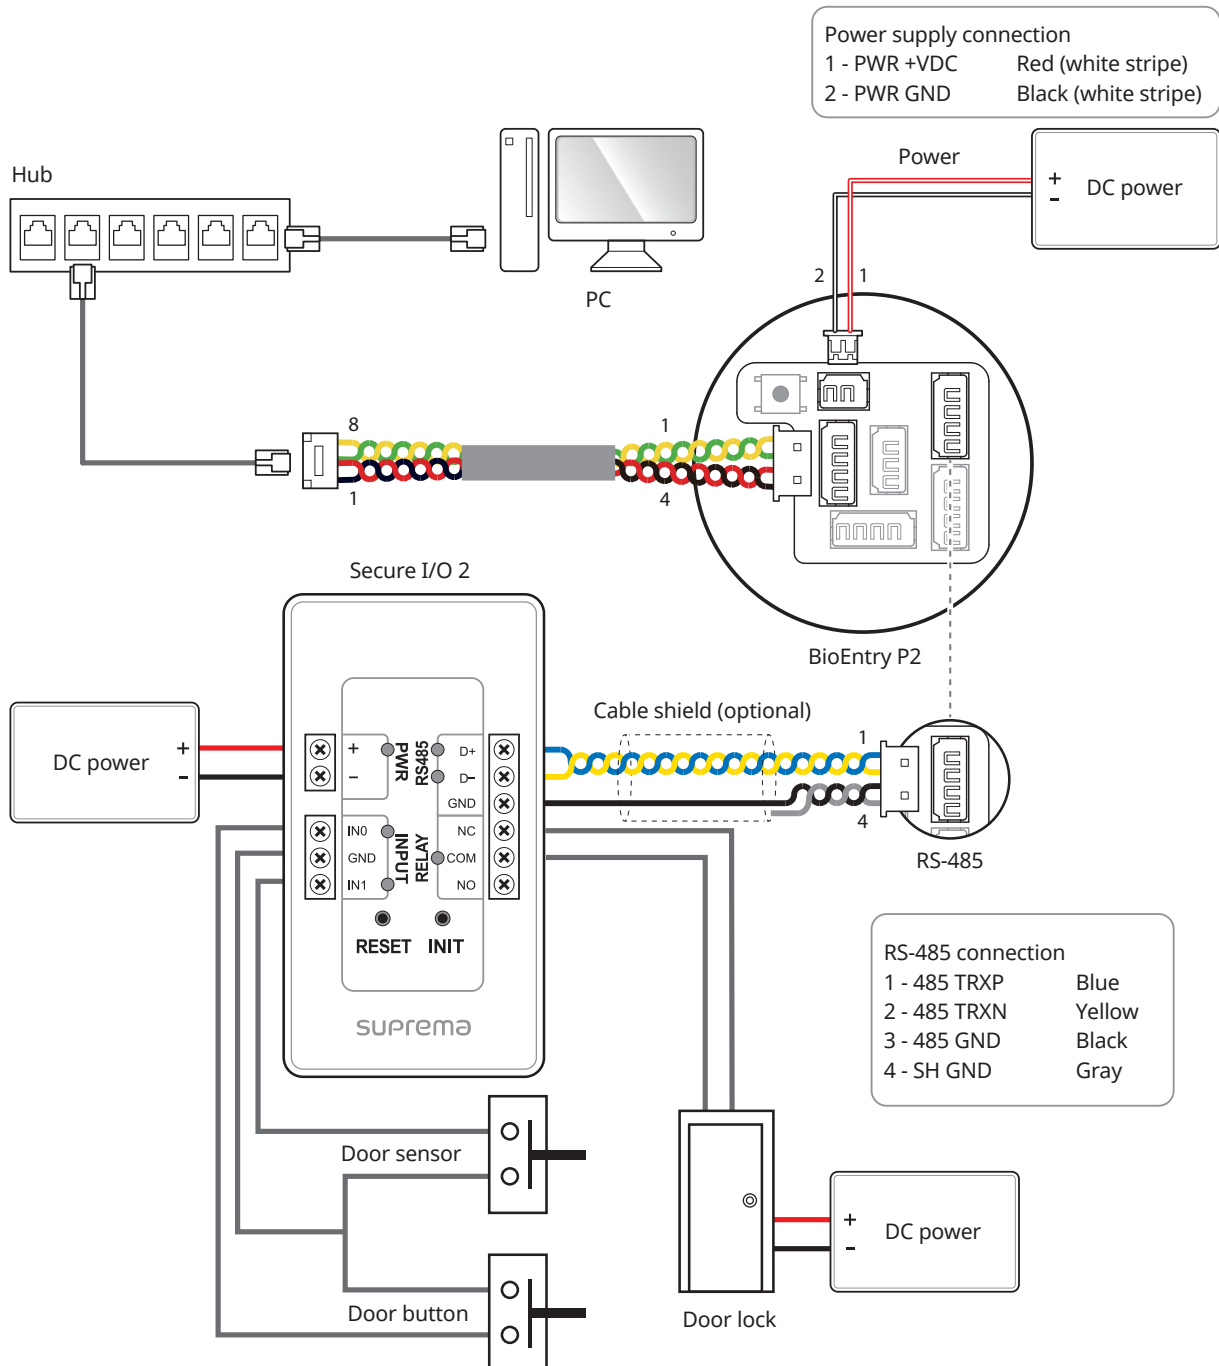 Power supply connection
1 - PWR +VDC Red (white stripe)
2 - PWR GND Black (white stripe)
Hub
PC
Power
+
-
DC power
2 1
8
1
1
4
BioEntry P2
Secure I/O 2
DC power
+
-
+
-
PWR
RS485
D+
D-
GND
IN0
GND
IN1
INPUT
RELAY
NC
COM
NO
RESET INIT
suprema
Cable shield (optional)
1
4
RS-485
RS-485 connection
1 - 485 TRXP Blue
2 - 485 TRXN Yellow
3 - 485 GND Black
4 - SH GND Gray
Door sensor
Door button
Door lock
+
-
DC power